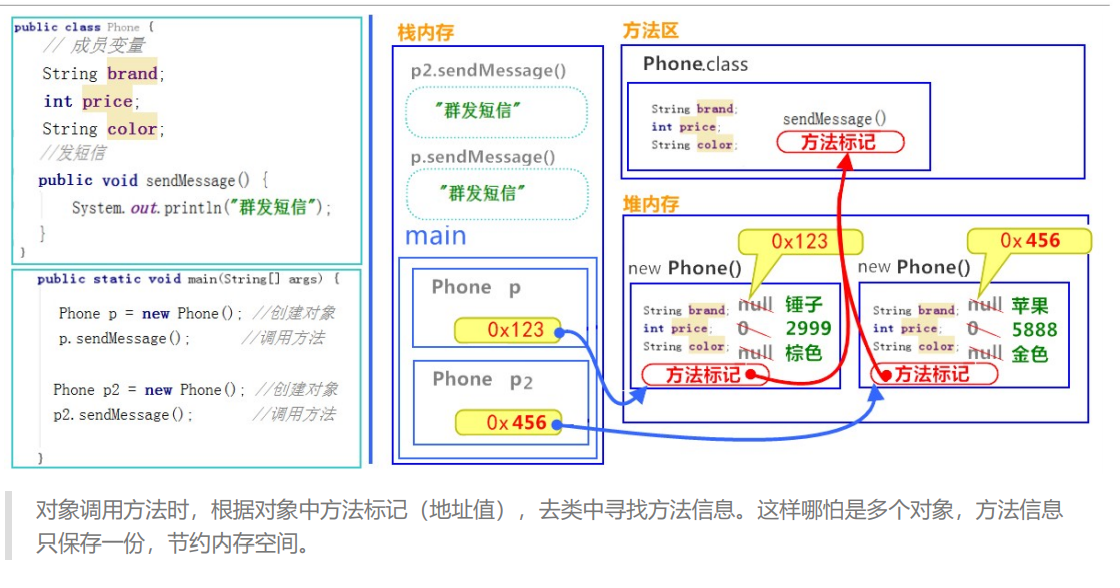 public class Phone {
// 成员变量
String brand;
int price;
String color;
//发短信
public void sendMessage() {
System.out.println("群发短信");
}
}
public static void main(String[] args) {
Phone p = new Phone(); //创建对象
p.sendMessage(); //调用方法
Phone p2 = new Phone(); //创建对象
p2.sendMessage(); //调用方法
}
栈内存
p2.sendMessage()
"群发短信"
p.sendMessage()
"群发短信"
main
Phone p
0x123
Phone p2
0x456
方法区
Phone.class
String brand;
int price;
String color;
sendMessage()
方法标记
堆内存
0x123
new Phone()
String brand; null 锤子
int price; 0 2999
String color; null 棕色
方法标记
0x456
new Phone()
String brand; null 苹果
int price; 0 5888
String color; null 金色
方法标记
对象调用方法时，根据对象中方法标记（地址值），去类中寻找方法信息。这样哪怕是多个对象，方法信息
只保存一份，节约内存空间。